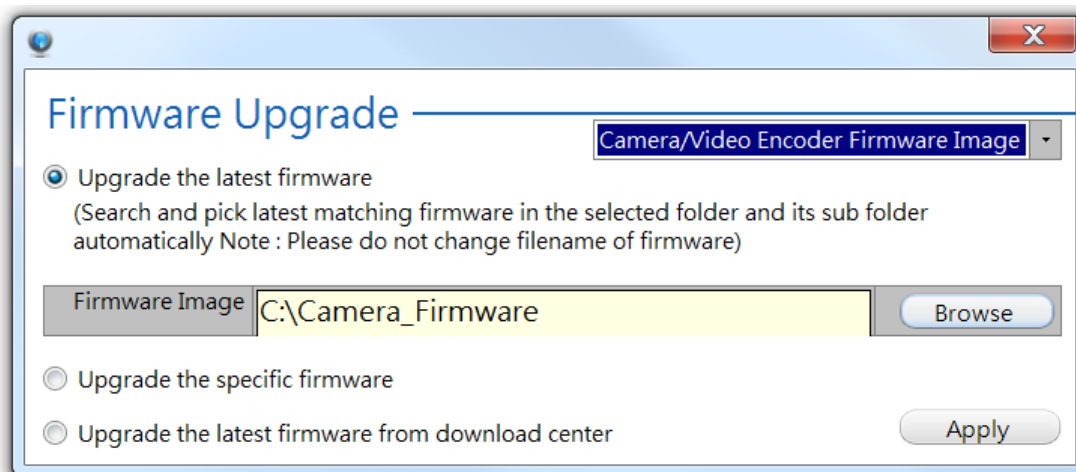 Firmware Upgrade
Camera/Video Encoder Firmware Image
Upgrade the latest firmware
(Search and pick latest matching firmware in the selected folder and its sub folder
automatically Note : Please do not change filename of firmware)
Firmware Image C:\Camera_Firmware Browse
Upgrade the specific firmware
Upgrade the latest firmware from download center
Apply